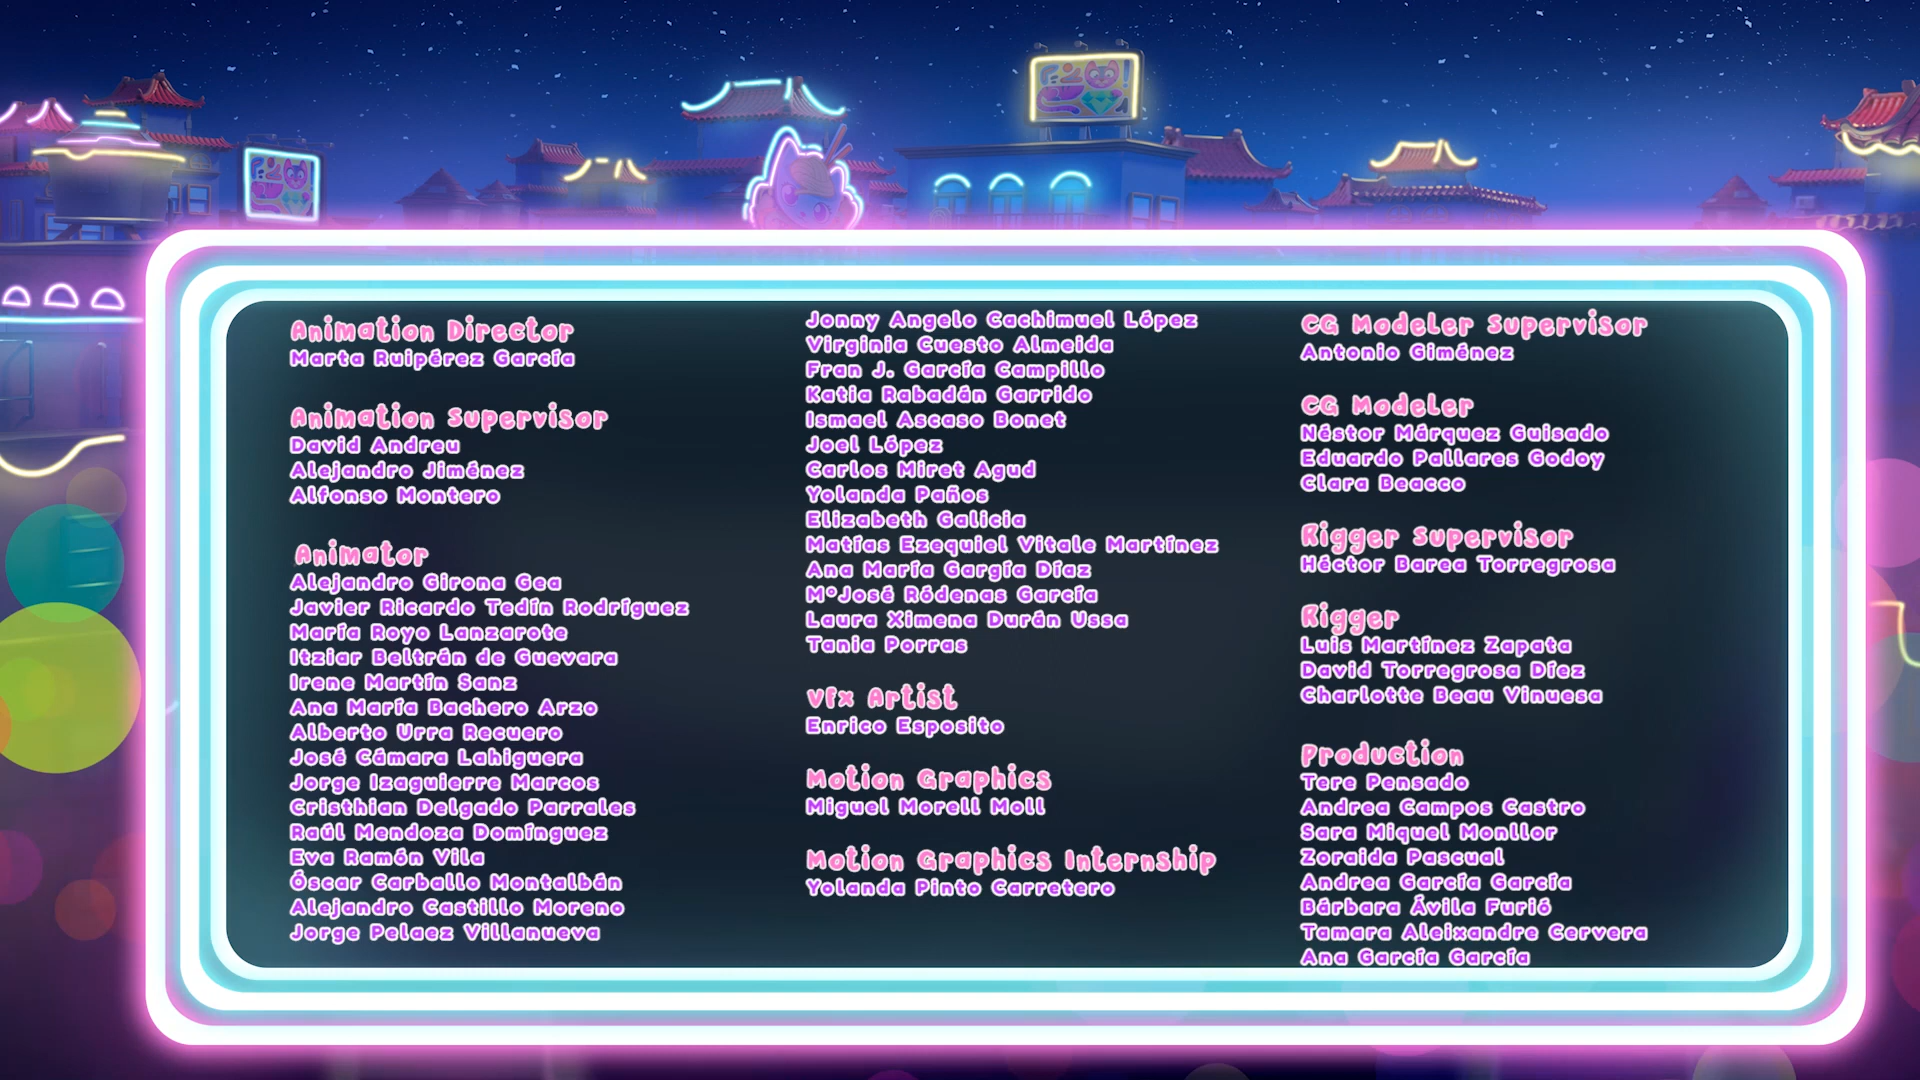 Animation Director
Marta Ruipérez García
Animation Supervisor
David Andreu
Alejandro Jiménez
Alfonso Montero
Animator
Alejandro Girona Gea
Javier Ricardo Tedín Rodríguez
María Royo Lanzarote
Itziar Beltrán de Guevara
Irene Martín Sanz
Ana María Bachero Arzo
Alberto Urra Recuero
José Cámara Lahiguera
Jorge Izaguierre Marcos
Cristhian Delgado Parrales
Raúl Mendoza Domínguez
Eva Ramón Vila
Óscar Carballo Montalbán
Alejandro Castillo Moreno
Jorge Pelaez Villanueva
Jonny Angelo Cachimuel López
Virginia Cuesto Almeida
Fran J. García Campillo
Katia Rabadán Garrido
Ismael Ascaso Bonet
Joel López
Carlos Miret Agud
Yolanda Paños
Elizabeth Galicia
Matías Ezequiel Vitale Martínez
Ana María Gargía Díaz
MºJosé Ródenas García
Laura Ximena Durán Ussa
Tania Porras
Vfx Artist
Enrico Esposito
Motion Graphics
Miguel Morell Moll
Motion Graphics Internship
Yolanda Pinto Carretero
CG Modeler Supervisor
Antonio Giménez
CG Modeler
Néstor Márquez Guisado
Eduardo Pallares Godoy
Clara Beacco
Rigger Supervisor
Héctor Barea Torregrosa
Rigger
Luis Martínez Zapata
David Torregrosa Díez
Charlotte Beau Vinuesa
Production
Tere Pensado
Andrea Campos Castro
Sara Miquel Monllor
Zoraida Pascual
Andrea García García
Bárbara Ávila Furió
Tamara Aleixandre Cervera
Ana García García